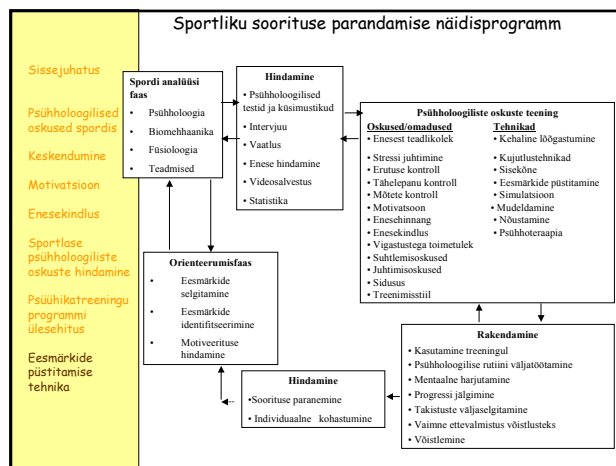 Sportliku soorituse parandamise näidisprogramm
Sissejuhatus
Psühholoogilised
oskused spordis
Keskendumine
Motivatsioon
Enesekindlus
Sportlase
psühholoogiliste
oskuste hindamine
Psüühikatreeningu
programmi
ülesehitus
Eesmärkide
püstitamise
tehnika
Spordi analüüsi
faas
• Psühholoogia
• Biomehhaanika
• Füsioloogia
• Teadmised
Hindamine
• Psühholoogilised
testid ja küsimustikud
• Intervjuu
• Vaatlus
• Enese hindamine
• Videosalvestus
• Statistika
Psühholoogiliste oskuste teening
Oskused/omadused
• Enesest teadlikolek
• Stressi juhtimine
• Erutuse kontroll
• Tähelepanu kontroll
• Mõtete kontroll
• Motivatsoon
• Enesehinnang
• Enesekindlus
• Vigastustega toimetulek
• Suhtlemisoskused
• Juhtimisoskused
• Sidusus
• Treenimisstiil
Tehnikad
• Kehaline lõõgastumine
• Kujutlustehnikad
• Sisekõne
• Eesmärkide püstitamine
• Simulatsioon
• Mudeldamine
• Nõustamine
• Psühhoteraapia
Orienteerumisfaas
• Eesmärkide
selgitamine
• Eesmärkide
identifitseerimine
• Motiveerituse
hindamine
Hindamine
• Soorituse paranemine
• Individuaalne kohastumine
Rakendamine
• Kasutamine treeningul
• Psühholoogilise rutiini väljatöötamine
• Mentaalne harjutamine
• Progressi jälgimine
• Takistuste väljaselgitamine
• Vaimne ettevalmistus võistlusteks
• Võistlemine